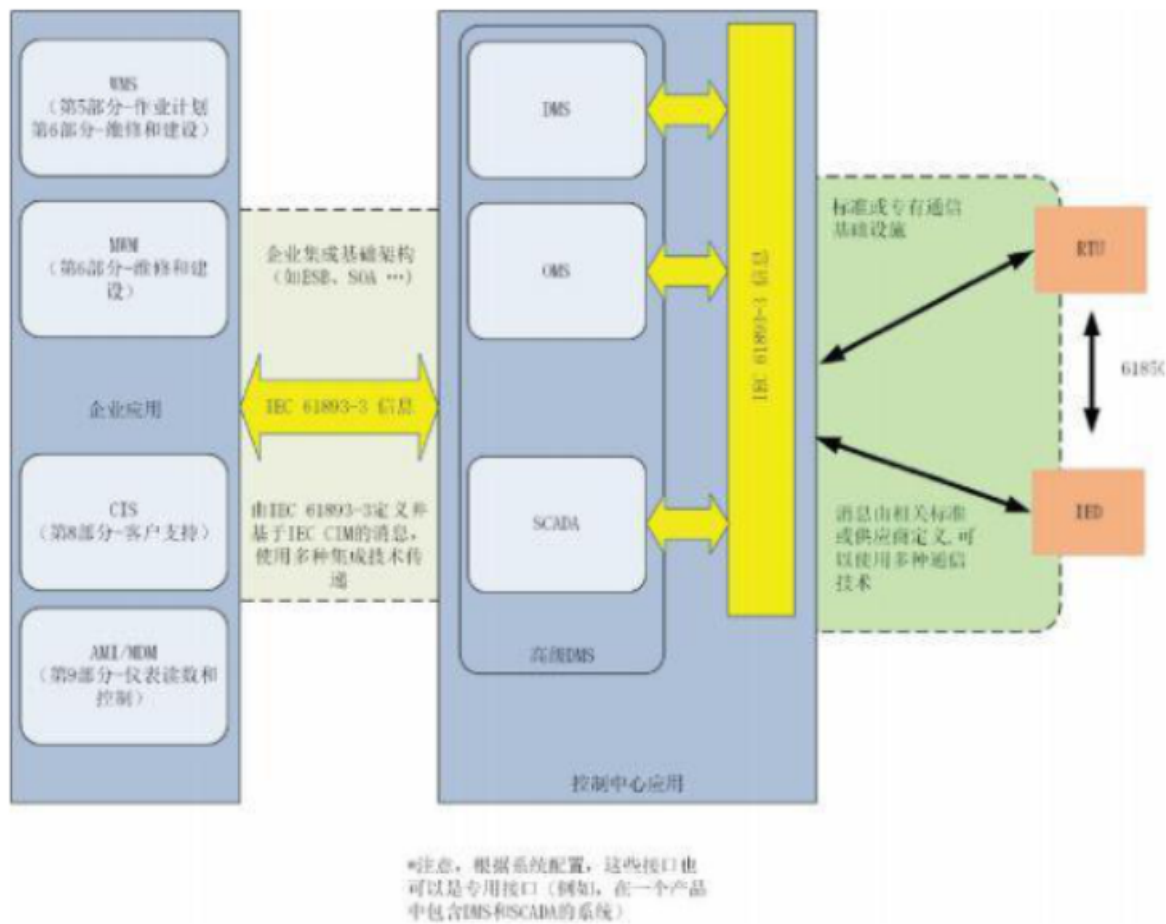 WMS
（第5部分-作业计划
第6部分-维修和建设）
MWM
（第6部分-维修和建
设）
企业应用
CIS
（第8部分-客户支持）
AMI/MDM
（第9部分-仪表读数和
控制）
企业集成基础架构
（如ESB、SOA …）
IEC 61893-3 信息
由IEC 61893-3定义并
基于IEC CIM的消息，
使用多种集成技术传
递
DMS
OMS
SCADA
高级DMS
IEC 61893-3 信息
控制中心应用
标准或专有通信
基础设施
消息由相关标准
或供应商定义,可
以使用多种通信
技术
RTU
61850
IED
*注意，根据系统配置，这些接口也
可以是专用接口（例如，在一个产品
中包含DMS和SCADA的系统）